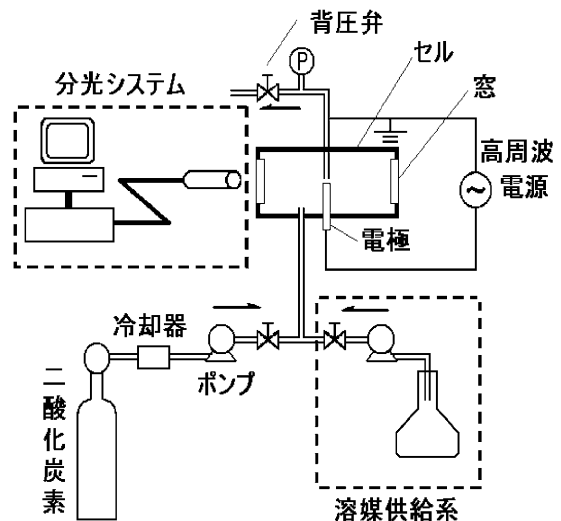 背圧弁
P
セル
分光システム
窓
高周波
電源
~
電極
冷却器
ポンプ
二酸化炭素
溶媒供給系